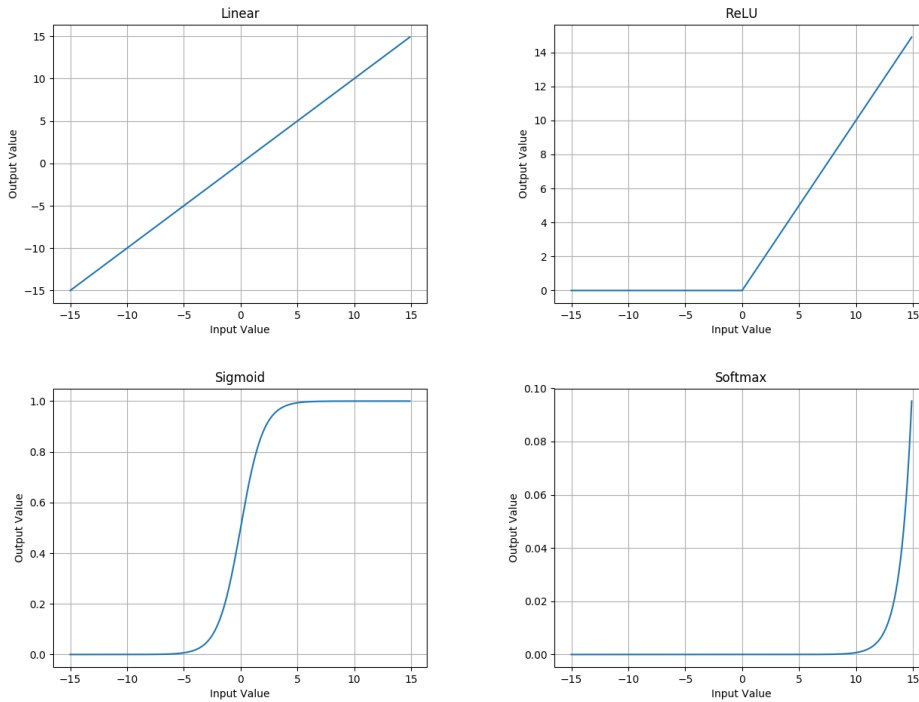 Linear
15
10
5
0
−5
−10
−15
Output Value
−15 −10 −5 0 5 10 15
Input Value
ReLU
14
12
10
8
6
4
2
0
Output Value
−15 −10 −5 0 5 10 15
Input Value
Sigmoid
1.0
0.8
0.6
0.4
0.2
0.0
Output Value
−15 −10 −5 0 5 10 15
Input Value
Softmax
0.10
0.08
0.06
0.04
0.02
0.00
Output Value
−15 −10 −5 0 5 10 15
Input Value